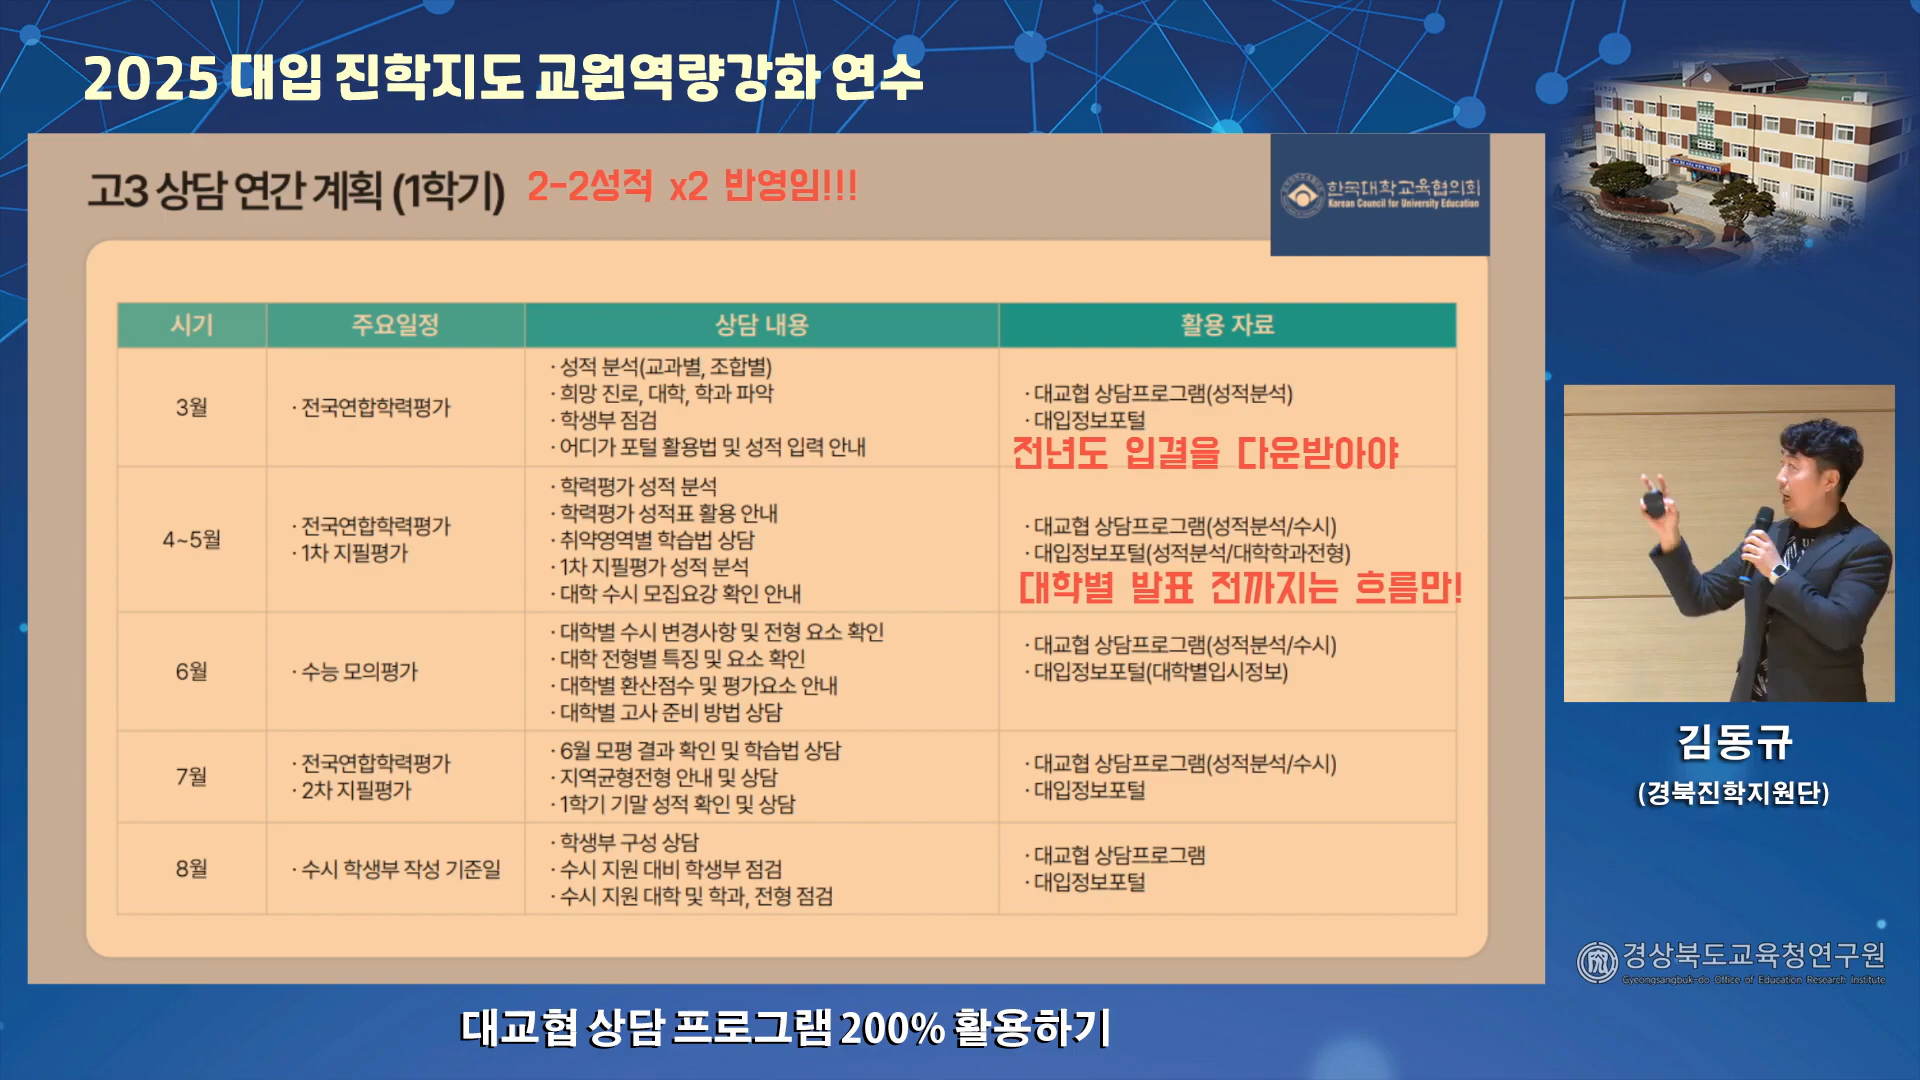 2025 대입 진학지도 교원역량강화 연수
고3 상담 연간 계획 (1학기) 2-2성적 x2 반영임!!!
한국대학교육협의회
Korean Council for University Education
시기 주요일정 상담 내용 활용 자료
3월
· 전국연합학력평가
· 성적 분석(교과별, 조합별)
· 희망 진로, 대학, 학과 파악
· 학생부 점검
· 어디가 포털 활용법 및 성적 입력 안내
· 대교협 상담프로그램(성적분석)
· 대입정보포털
전년도 입결을 다운받아야
4~5월
· 전국연합학력평가
· 1차 지필평가
· 학력평가 성적 분석
· 학력평가 성적표 활용 안내
· 취약영역별 학습법 상담
· 1차 지필평가 성적 분석
· 대학 수시 모집요강 확인 안내
· 대교협 상담프로그램(성적분석/수시)
· 대입정보포털(성적분석/대학학과전형)
대학별 발표 전까지는 흐름만!
6월
· 수능 모의평가
· 대학별 수시 변경사항 및 전형 요소 확인
· 대학 전형별 특징 및 요소 확인
· 대학별 환산점수 및 평가요소 안내
· 대학별 고사 준비 방법 상담
· 대교협 상담프로그램(성적분석/수시)
· 대입정보포털(대학별입시정보)
7월
· 전국연합학력평가
· 2차 지필평가
· 6월 모평 결과 확인 및 학습법 상담
· 지역균형전형 안내 및 상담
· 1학기 기말 성적 확인 및 상담
· 대교협 상담프로그램(성적분석/수시)
· 대입정보포털
8월
· 수시 학생부 작성 기준일
· 학생부 구성 상담
· 수시 지원 대비 학생부 점검
· 수시 지원 대학 및 학과, 전형 점검
· 대교협 상담프로그램
· 대입정보포털
김동규
(경북진학지원단)
경상북도교육청연구원
Gyeongsangbuk-do Office of Education Research Institute
대교협 상담 프로그램 200% 활용하기